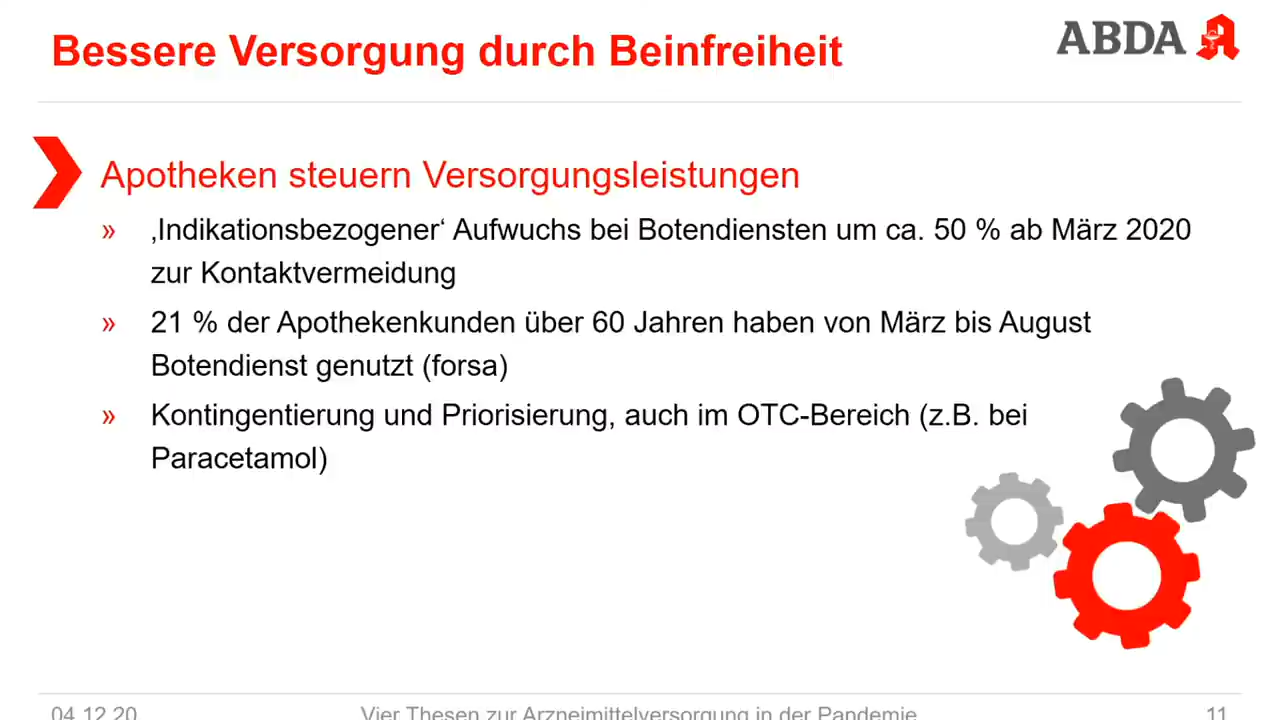 Bessere Versorgung durch Beinfreiheit
ABDA
Apotheken steuern Versorgungsleistungen
» ‚Indikationsbezogener‘ Aufwuchs bei Botendiensten um ca. 50 % ab März 2020
zur Kontaktvermeidung
» 21 % der Apothekenkunden über 60 Jahren haben von März bis August
Botendienst genutzt (forsa)
» Kontingentierung und Priorisierung, auch im OTC-Bereich (z.B. bei
Paracetamol)
04.12.20
Vier Thesen zur Arzneimittelversorgung in der Pandemie
11